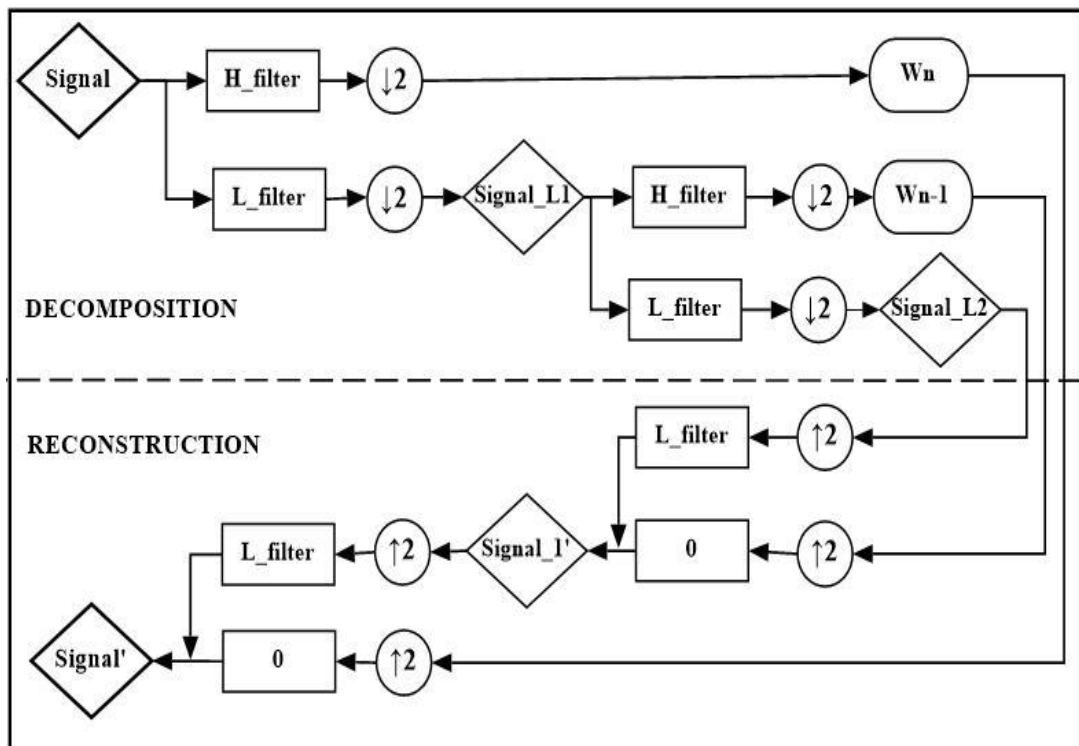 Signal
H_filter
↓2
Wn
L_filter
↓2
Signal_L1
H_filter
↓2
Wn-1
L_filter
↓2
Signal_L2
DECOMPOSITION
RECONSTRUCTION
L_filter
↑2
L_filter
↑2
Signal_1'
0
↑2
Signal'
0
↑2